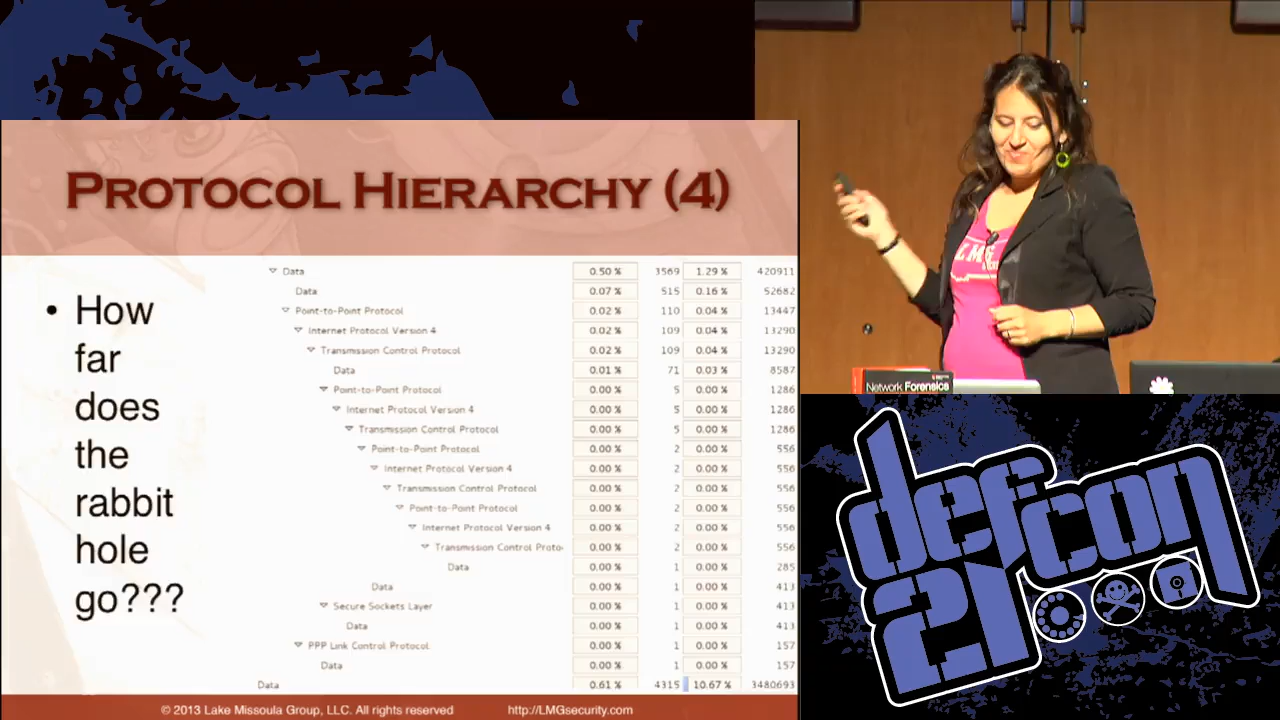 PROTOCOL HIERARCHY (4)
• How
far
does
the
rabbit
hole
go???
Data 0.50 % 3569 1.29 % 420911
Data 0.07 % 515 0.16 % 52682
Point-to-Point Protocol 0.02 % 110 0.04 % 13447
Internet Protocol Version 4 0.02 % 109 0.04 % 13290
Transmission Control Protocol 0.02 % 109 0.04 % 13290
Data 0.01 % 71 0.03 % 8587
Point-to-Point Protocol 0.00 % 5 0.00 % 1286
Internet Protocol Version 4 0.00 % 5 0.00 % 1286
Transmission Control Protocol 0.00 % 5 0.00 % 1286
Point-to-Point Protocol 0.00 % 2 0.00 % 556
Internet Protocol Version 4 0.00 % 2 0.00 % 556
Transmission Control Protocol 0.00 % 2 0.00 % 556
Point-to-Point Protocol 0.00 % 2 0.00 % 556
Internet Protocol Version 4 0.00 % 2 0.00 % 556
Transmission Control Proto 0.00 % 2 0.00 % 556
Data 0.00 % 1 0.00 % 285
Data 0.00 % 1 0.00 % 413
Secure Sockets Layer 0.00 % 1 0.00 % 413
Data 0.00 % 1 0.00 % 413
PPP Link Control Protocol 0.00 % 1 0.00 % 157
Data 0.00 % 1 0.00 % 157
Data 0.61 % 4315 10.67 % 3480693
© 2013 Lake Missoula Group, LLC. All rights reserved http://LMGsecurity.com
LMG
Network Forensics
defcon
21